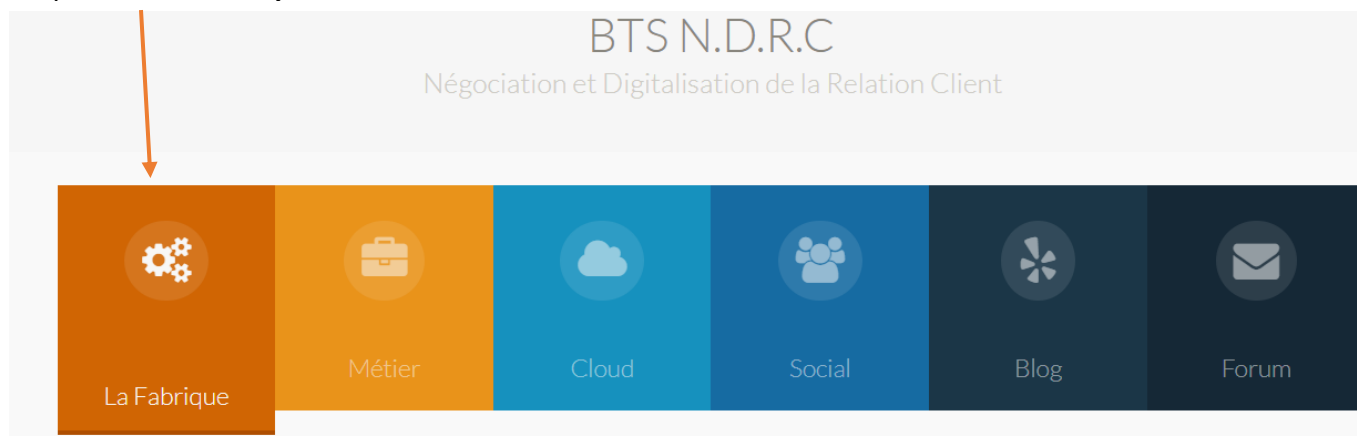 BTS N.D.R.C
Négociation et Digitalisation de la Relation Client
La Fabrique
Métier
Cloud
Social
Blog
Forum